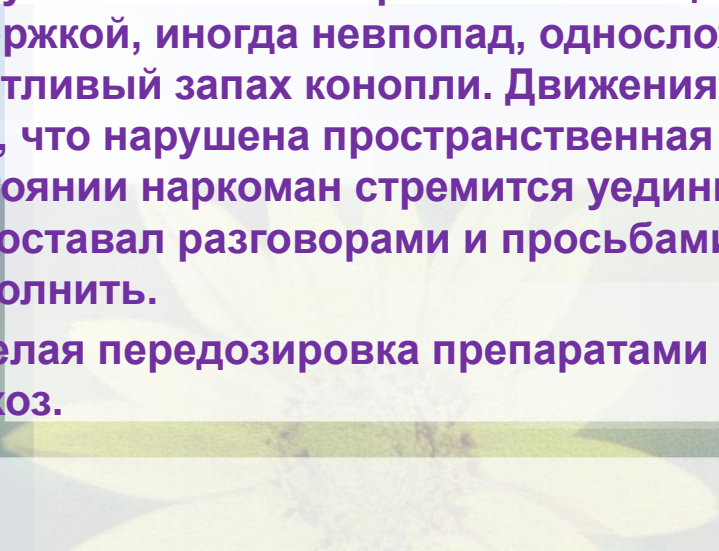 ржкой, иногда невпопад, односло
тливый запах конопли. Движения
, что нарушена пространственная
оянии наркоман стремится уедин
оставал разговорами и просьбами
олнить.
елая передозировка препаратами
коз.